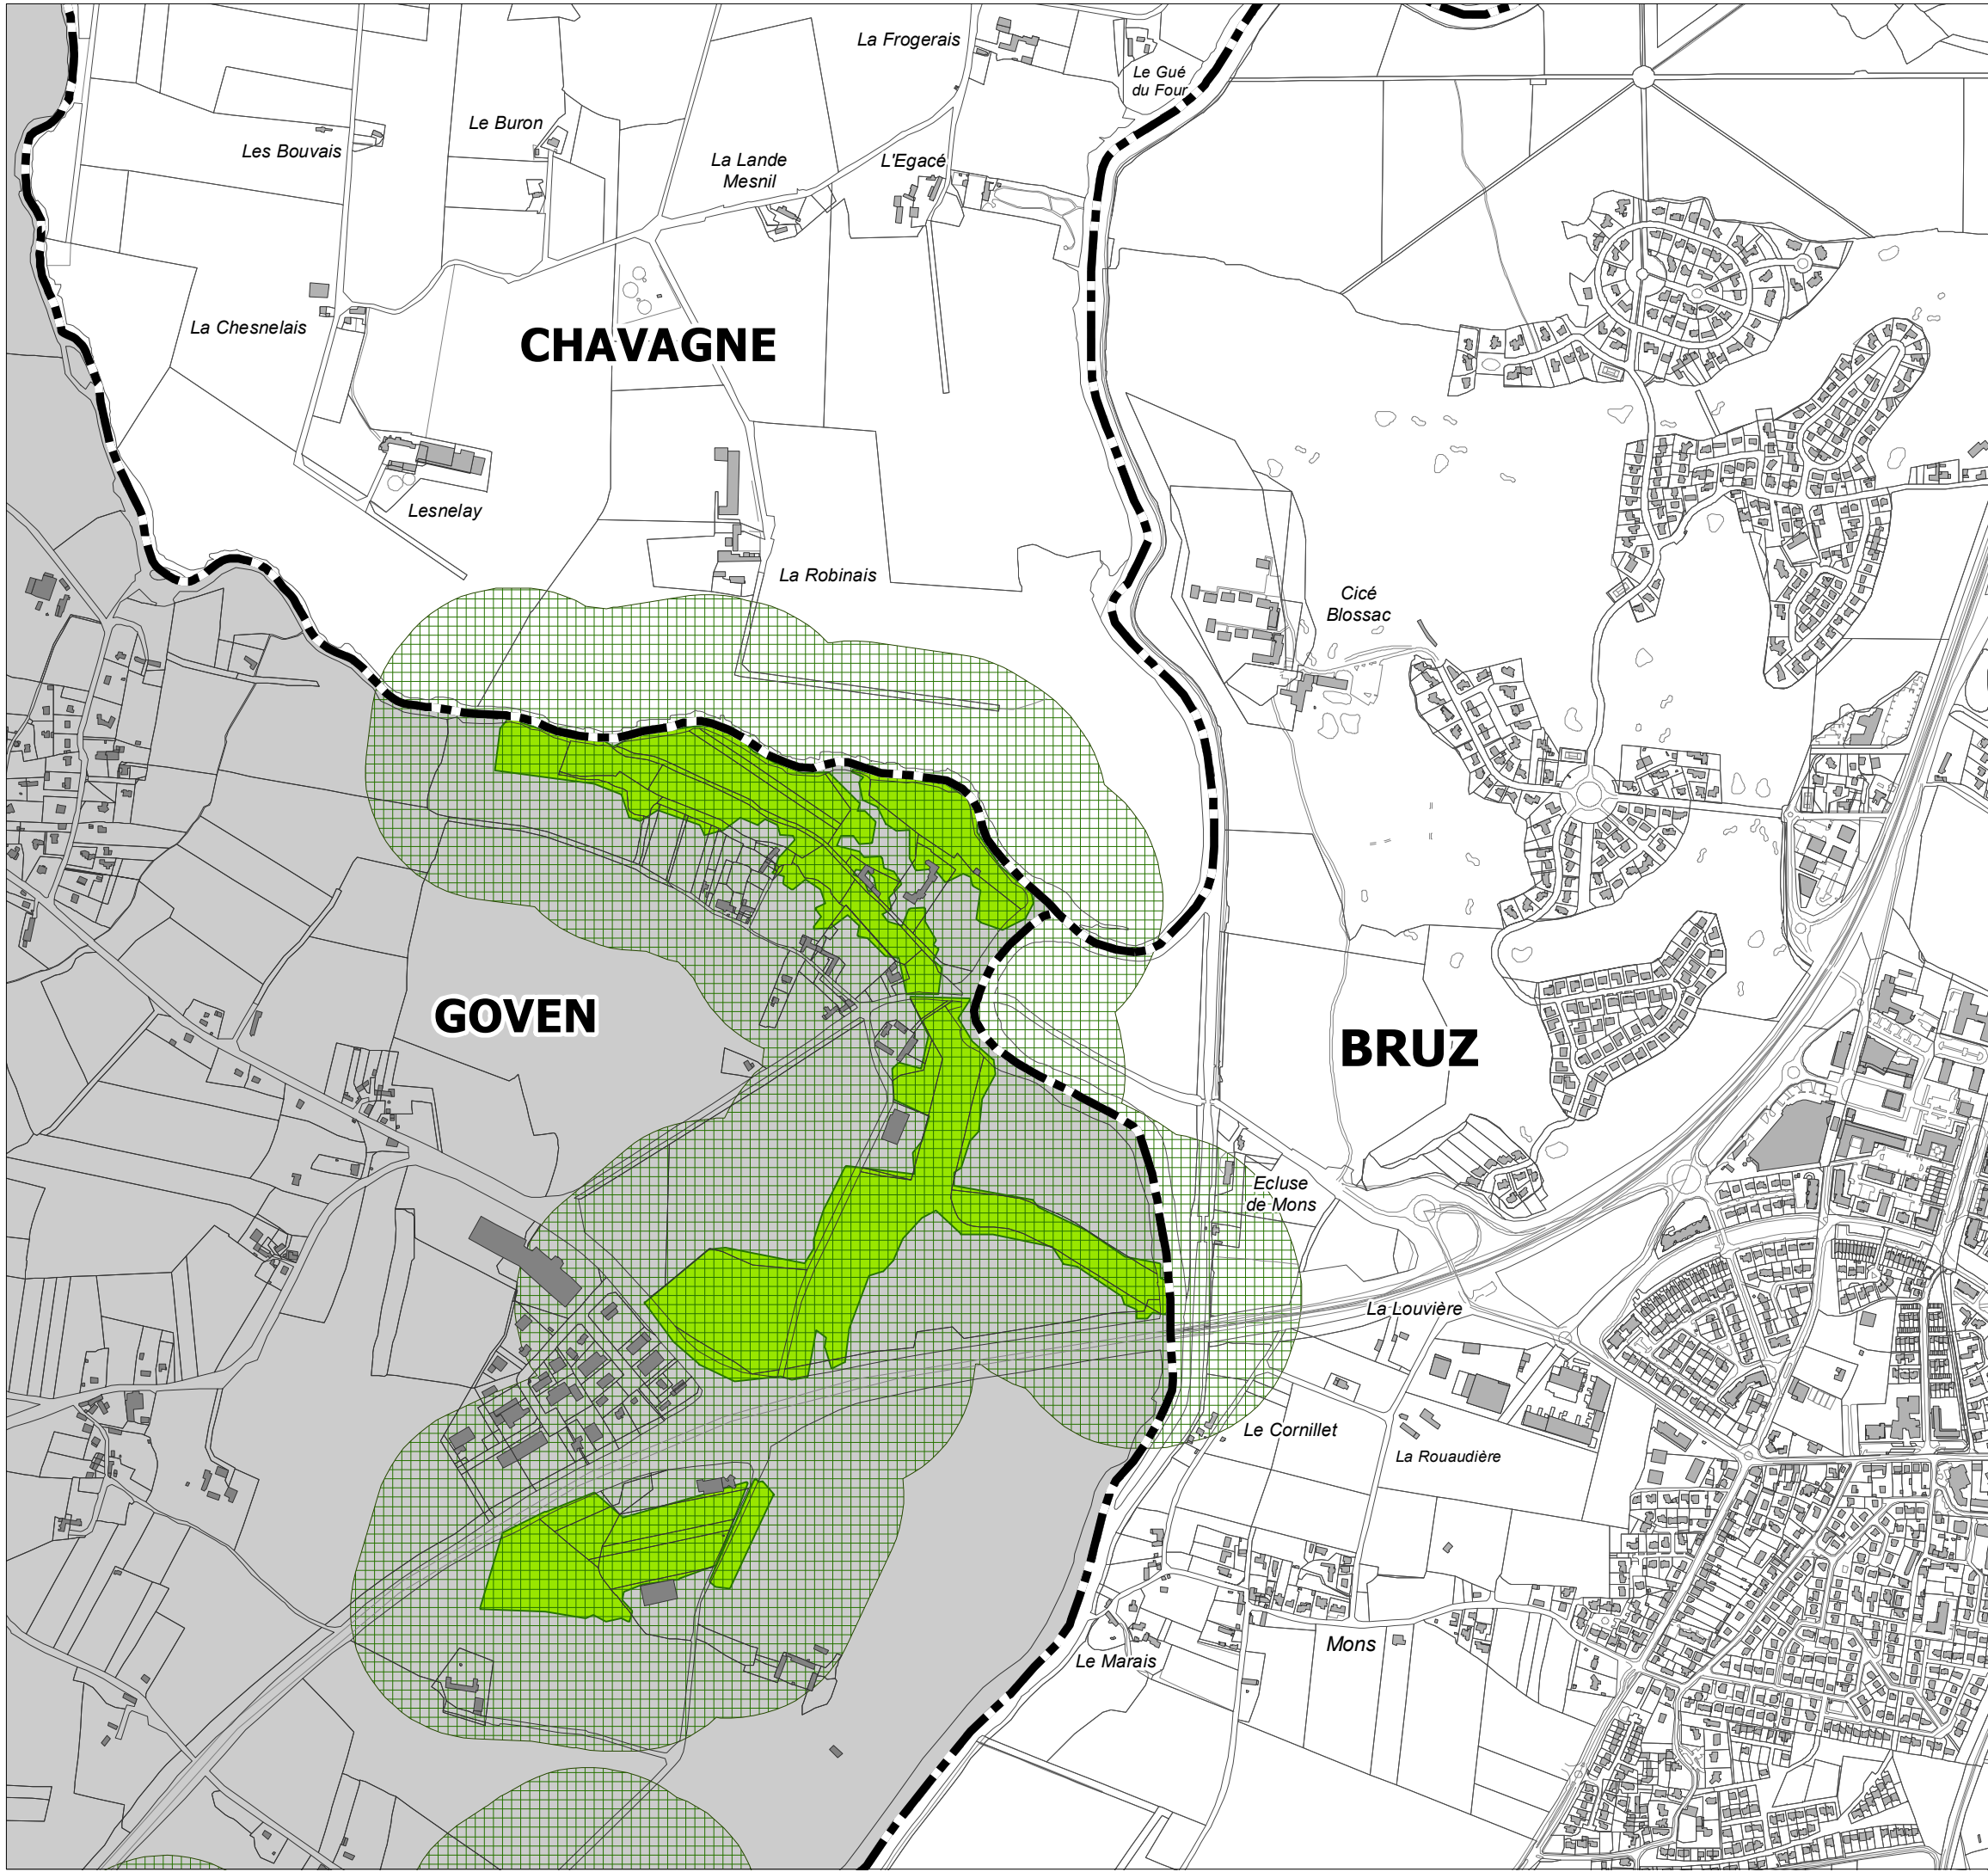 La Frogerais
Le Gué
du Four
Le Buron
Les Bouvais
La Lande
Mesnil
L'Egacé
La Chesnelais
CHAVAGNE
Lesnelay
La Robinais
Cicé
Blossac
GOVEN
BRUZ
Ecluse
de Mons
La Louvière
Le Cornillet
La Rouaudière
Mons
Le Marais